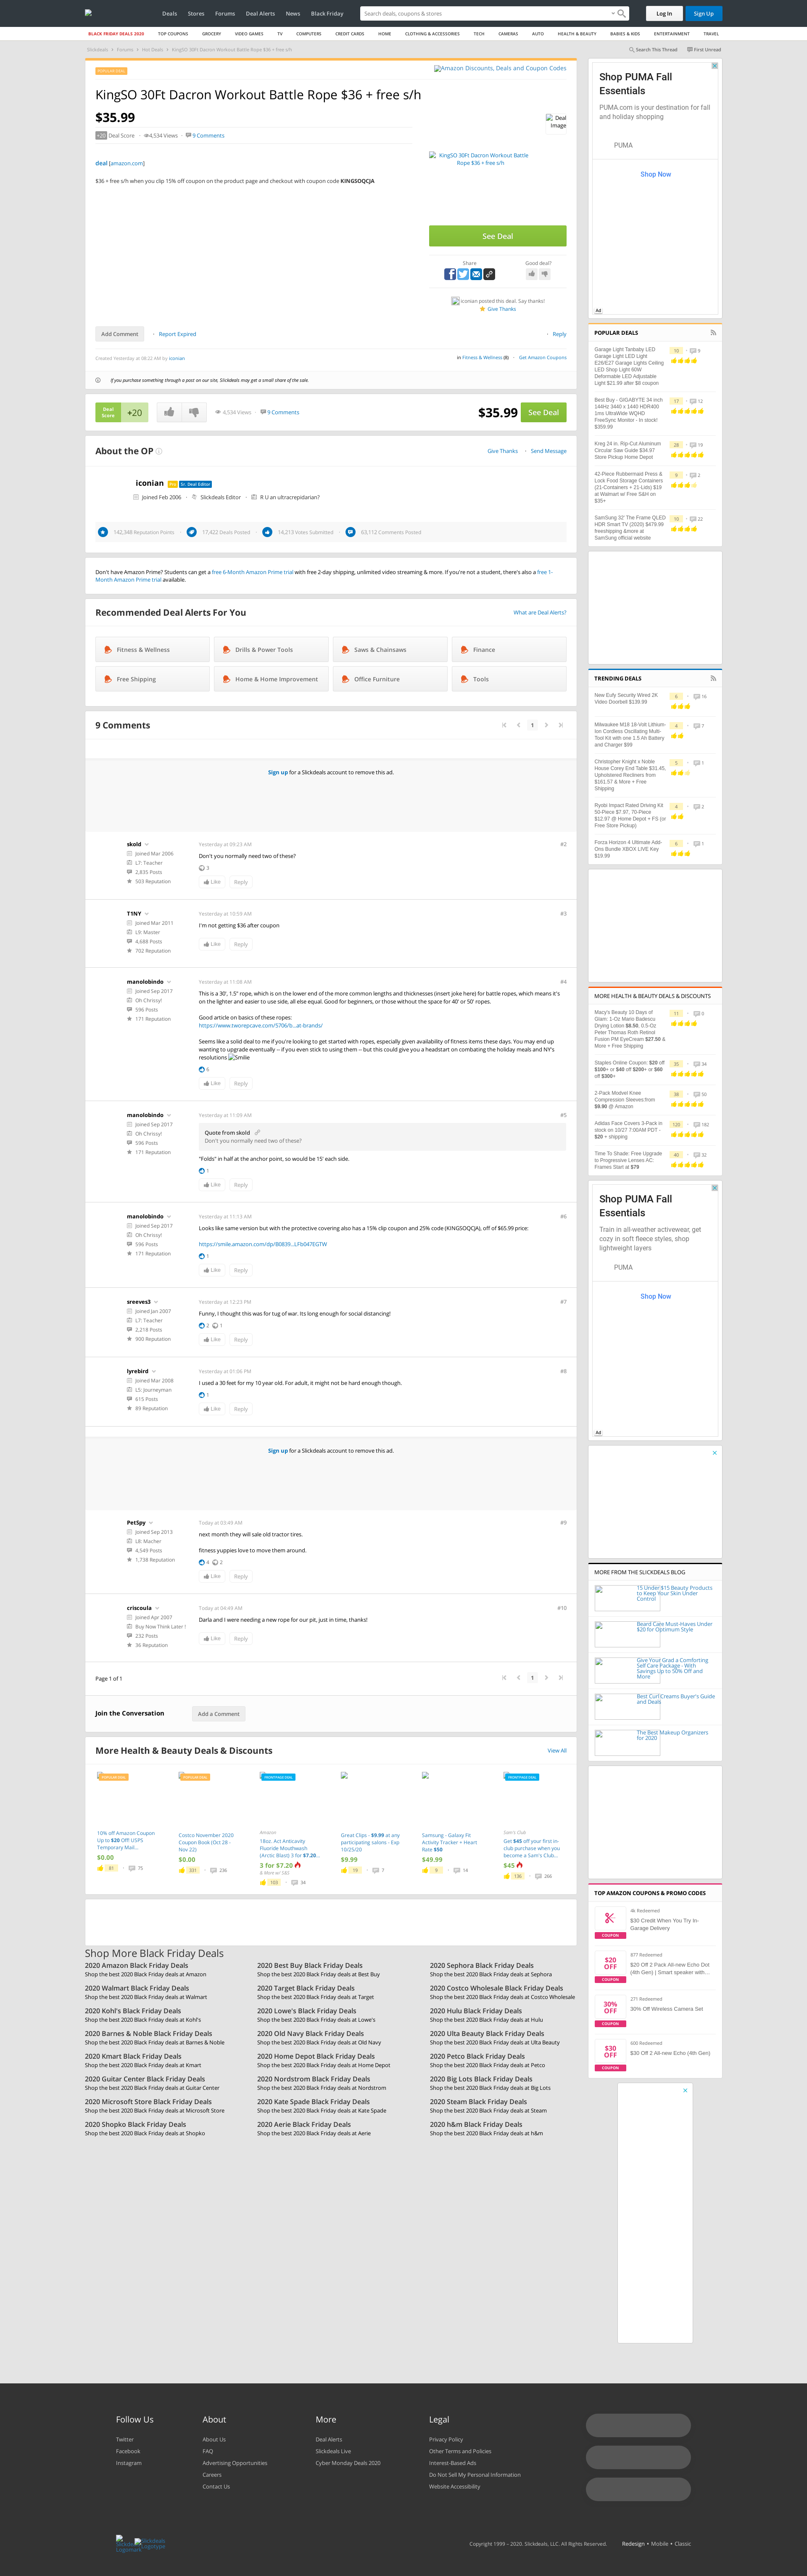 Deals
Stores
Forums
Deal Alerts
News
Black Friday
Search deals, coupons & stores
Log In
Sign Up
BLACK FRIDAY DEALS 2020
TOP COUPONS
GROCERY
VIDEO GAMES
TV
COMPUTERS
CREDIT CARDS
HOME
CLOTHING & ACCESSORIES
TECH
CAMERAS
AUTO
HEALTH & BEAUTY
BABIES & KIDS
ENTERTAINMENT
TRAVEL
Slickdeals > Forums > Hot Deals > KingSO 30Ft Dacron Workout Battle Rope $36 + free s/h
Search This Thread
First Unread
POPULAR DEAL
Amazon Discounts, Deals and Coupon Codes
KingSO 30Ft Dacron Workout Battle Rope $36 + free s/h
$35.99
+20 Deal Score
4,534 Views
9 Comments
Deal Image
deal [amazon.com]
KingSO 30Ft Dacron Workout Battle Rope $36 + free s/h
$36 + free s/h when you clip 15% off coupon on the product page and checkout with coupon code KINGSOQCJA
See Deal
Share
Good deal?
iconian posted this deal. Say thanks!
Give Thanks
Add Comment
Report Expired
Reply
Created Yesterday at 08:22 AM by iconian
in Fitness & Wellness (8)
Get Amazon Coupons
If you purchase something through a post on our site, Slickdeals may get a small share of the sale.
Deal Score
+20
4,534 Views
9 Comments
$35.99
See Deal
About the OP
Give Thanks
Send Message
iconian Pro Sr. Deal Editor
Joined Feb 2006
Slickdeals Editor
R U an ultracrepidarian?
142,348 Reputation Points
17,422 Deals Posted
14,213 Votes Submitted
53,112 Comments Posted
Don't have Amazon Prime? Students can get a free 6-Month Amazon Prime trial with free 2-day shipping, unlimited video streaming & more. If you're not a student, there's also a free 1-
Month Amazon Prime trial available.
Recommended Deal Alerts For You
What are Deal Alerts?
Fitness & Wellness
Drills & Power Tools
Saws & Chainsaws
Finance
Free Shipping
Home & Home Improvement
Office Furniture
Tools
9 Comments
1
Sign up for a Slickdeals account to remove this ad.
skold
Joined Mar 2006
L7: Teacher
2,835 Posts
503 Reputation
Yesterday at 09:23 AM
#2
Don't you normally need two of these?
3
Like
Reply
T1NY
Joined Mar 2011
L9: Master
4,688 Posts
702 Reputation
Yesterday at 10:59 AM
#3
I'm not getting $36 after coupon
Like
Reply
manolobindo
Joined Sep 2017
Oh Chrissy!
596 Posts
171 Reputation
Yesterday at 11:08 AM
#4
This is a 30', 1.5" rope, which is on the lower end of the more common lengths and thicknesses (insert joke here) for battle ropes, which means it's
on the lighter and easier to use side, all else equal. Good for beginners, or those without the space for 40' or 50' ropes.
Good article on basics of these ropes:
https://www.tworepcave.com/5706/b...at-brands/
Seems like a solid deal to me if you're looking to get started with these, especially given availability of fitness items these days. You may end up
wanting to upgrade eventually -- if you even stick to using them -- but this could give you a headstart on combating the holiday meals and NY's
resolutions Smilie
6
Like
Reply
manolobindo
Joined Sep 2017
Oh Chrissy!
596 Posts
171 Reputation
Yesterday at 11:09 AM
#5
Quote from skold
Don't you normally need two of these?
"Folds" in half at the anchor point, so would be 15' each side.
1
Like
Reply
manolobindo
Joined Sep 2017
Oh Chrissy!
596 Posts
171 Reputation
Yesterday at 11:13 AM
#6
Looks like same version but with the protective covering also has a 15% clip coupon and 25% code (KINGSOQCJA), off of $65.99 price:
https://smile.amazon.com/dp/B0839...LFb047EGTW
1
Like
Reply
sreeves3
Joined Jan 2007
L7: Teacher
2,218 Posts
900 Reputation
Yesterday at 12:23 PM
#7
Funny, I thought this was for tug of war. Its long enough for social distancing!
2
1
Like
Reply
lyrebird
Joined Mar 2008
L5: Journeyman
615 Posts
89 Reputation
Yesterday at 01:06 PM
#8
I used a 30 feet for my 10 year old. For adult, it might not be hard enough though.
1
Like
Reply
Sign up for a Slickdeals account to remove this ad.
PetSpy
Joined Sep 2013
L8: Macher
4,549 Posts
1,738 Reputation
Today at 03:49 AM
#9
next month they will sale old tractor tires.
fitness yuppies love to move them around.
4
2
Like
Reply
criscoula
Joined Apr 2007
Buy Now Think Later !
232 Posts
36 Reputation
Today at 04:49 AM
#10
Darla and I were needing a new rope for our pit, just in time, thanks!
Like
Reply
Page 1 of 1
1
Join the Conversation
Add a Comment
More Health & Beauty Deals & Discounts
View All
POPULAR DEAL
10% off Amazon Coupon Up to $20 Off! USPS Temporary Mail...
$0.00
81
75
POPULAR DEAL
Costco November 2020 Coupon Book (Oct 28 - Nov 22)
$0.00
331
236
FRONTPAGE DEAL
Amazon
18oz. Act Anticavity Fluoride Mouthwash (Arctic Blast) 3 for $7.20...
3 for $7.20
& More w/ S&S
103
34
Great Clips - $9.99 at any participating salons - Exp 10/25/20
$9.99
19
7
Samsung - Galaxy Fit Activity Tracker + Heart Rate $50
$49.99
9
14
FRONTPAGE DEAL
Sam's Club
Get $45 off your first in-club purchase when you become a Sam's Club...
$45
136
266
Shop More Black Friday Deals
2020 Amazon Black Friday Deals
Shop the best 2020 Black Friday deals at Amazon
2020 Best Buy Black Friday Deals
Shop the best 2020 Black Friday deals at Best Buy
2020 Sephora Black Friday Deals
Shop the best 2020 Black Friday deals at Sephora
2020 Walmart Black Friday Deals
Shop the best 2020 Black Friday deals at Walmart
2020 Target Black Friday Deals
Shop the best 2020 Black Friday deals at Target
2020 Costco Wholesale Black Friday Deals
Shop the best 2020 Black Friday deals at Costco Wholesale
2020 Kohl's Black Friday Deals
Shop the best 2020 Black Friday deals at Kohl's
2020 Lowe's Black Friday Deals
Shop the best 2020 Black Friday deals at Lowe's
2020 Hulu Black Friday Deals
Shop the best 2020 Black Friday deals at Hulu
2020 Barnes & Noble Black Friday Deals
Shop the best 2020 Black Friday deals at Barnes & Noble
2020 Old Navy Black Friday Deals
Shop the best 2020 Black Friday deals at Old Navy
2020 Ulta Beauty Black Friday Deals
Shop the best 2020 Black Friday deals at Ulta Beauty
2020 Kmart Black Friday Deals
Shop the best 2020 Black Friday deals at Kmart
2020 Home Depot Black Friday Deals
Shop the best 2020 Black Friday deals at Home Depot
2020 Petco Black Friday Deals
Shop the best 2020 Black Friday deals at Petco
2020 Guitar Center Black Friday Deals
Shop the best 2020 Black Friday deals at Guitar Center
2020 Nordstrom Black Friday Deals
Shop the best 2020 Black Friday deals at Nordstrom
2020 Big Lots Black Friday Deals
Shop the best 2020 Black Friday deals at Big Lots
2020 Microsoft Store Black Friday Deals
Shop the best 2020 Black Friday deals at Microsoft Store
2020 Kate Spade Black Friday Deals
Shop the best 2020 Black Friday deals at Kate Spade
2020 Steam Black Friday Deals
Shop the best 2020 Black Friday deals at Steam
2020 Shopko Black Friday Deals
Shop the best 2020 Black Friday deals at Shopko
2020 Aerie Black Friday Deals
Shop the best 2020 Black Friday deals at Aerie
2020 h&m Black Friday Deals
Shop the best 2020 Black Friday deals at h&m
Shop PUMA Fall Essentials
PUMA.com is your destination for fall and holiday shopping
PUMA
Shop Now
Ad
POPULAR DEALS
Garage Light Tanbaby LED Garage Light LED Light E26/E27 Garage Lights Ceiling LED Shop Light 60W Deformable LED Adjustable Light $21.99 after $8 coupon
10
9
Best Buy - GIGABYTE 34 inch 144Hz 3440 x 1440 HDR400 1ms UltraWide WQHD FreeSync Monitor - In stock! $359.99
17
12
Kreg 24 in. Rip-Cut Aluminum Circular Saw Guide $34.97 Store Pickup Home Depot
28
19
42-Piece Rubbermaid Press & Lock Food Storage Containers (21-Containers + 21-Lids) $19 at Walmart w/ Free S&H on $35+
9
2
SamSung 32' The Frame QLED HDR Smart TV (2020) $479.99 freeshipping &more at SamSung official website
10
22
TRENDING DEALS
New Eufy Security Wired 2K Video Doorbell $139.99
6
16
Milwaukee M18 18-Volt Lithium-Ion Cordless Oscillating Multi-Tool Kit with one 1.5 Ah Battery and Charger $99
4
7
Christopher Knight x Noble House Corey End Table $31.45, Upholstered Recliners from $161.57 & More + Free Shipping
5
1
Ryobi Impact Rated Driving Kit 50-Piece $7.97, 70-Piece $12.97 @ Home Depot + FS (or Free Store Pickup)
4
2
Forza Horizon 4 Ultimate Add-Ons Bundle XBOX LIVE Key $19.99
6
1
MORE HEALTH & BEAUTY DEALS & DISCOUNTS
Macy's Beauty 10 Days of Glam: 1-Oz Mario Badescu Drying Lotion $8.50, 0.5-Oz Peter Thomas Roth Retinol Fusion PM EyeCream $27.50 & More + Free Shipping
11
0
Staples Online Coupon: $20 off $100+ or $40 off $200+ or $60 off $300+
35
34
2-Pack Modvel Knee Compression Sleeves from $9.90 @ Amazon
38
50
Adidas Face Covers 3-Pack in stock on 10/27 7:00AM PDT - $20 + shipping
120
182
Time To Shade: Free Upgrade to Progressive Lenses AC: Frames Start at $79
40
32
Shop PUMA Fall Essentials
Train in all-weather activewear, get cozy in soft fleece styles, shop lightweight layers
PUMA
Shop Now
Ad
MORE FROM THE SLICKDEALS BLOG
15 Under $15 Beauty Products to Keep Your Skin Under Control
Beard Care Must-Haves Under $20 for Optimum Style
Give Your Grad a Comforting Self Care Package - With Savings Up to 50% Off and More
Best Curl Creams Buyer's Guide and Deals
The Best Makeup Organizers for 2020
TOP AMAZON COUPONS & PROMO CODES
COUPON
4k Redeemed
$30 Credit When You Try In-Garage Delivery
$20 OFF
COUPON
877 Redeemed
$20 Off 2 Pack All-new Echo Dot (4th Gen) | Smart speaker with...
30% OFF
COUPON
271 Redeemed
30% Off Wireless Camera Set
$30 OFF
COUPON
600 Redeemed
$30 Off 2 All-new Echo (4th Gen)
Follow Us
Twitter
Facebook
Instagram
About
About Us
FAQ
Advertising Opportunities
Careers
Contact Us
More
Deal Alerts
Slickdeals Live
Cyber Monday Deals 2020
Legal
Privacy Policy
Other Terms and Policies
Interest-Based Ads
Do Not Sell My Personal Information
Website Accessibility
Slickdeals Logomark
Slickdeals Logotype
Copyright 1999 – 2020. Slickdeals, LLC. All Rights Reserved.
Redesign • Mobile • Classic